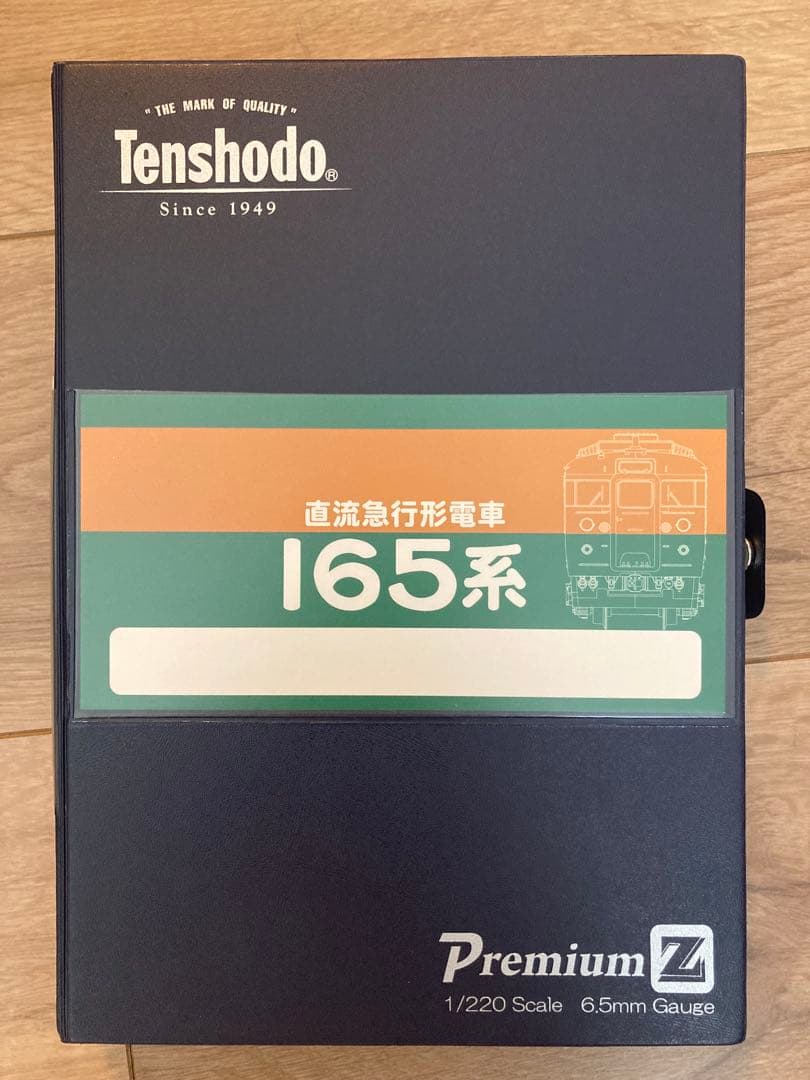 "THE MARK OF QUALITY"
Tenshodo®
Since 1949
直流急行形電車
165系
Premium Z
1/220 Scale 6.5mm Gauge